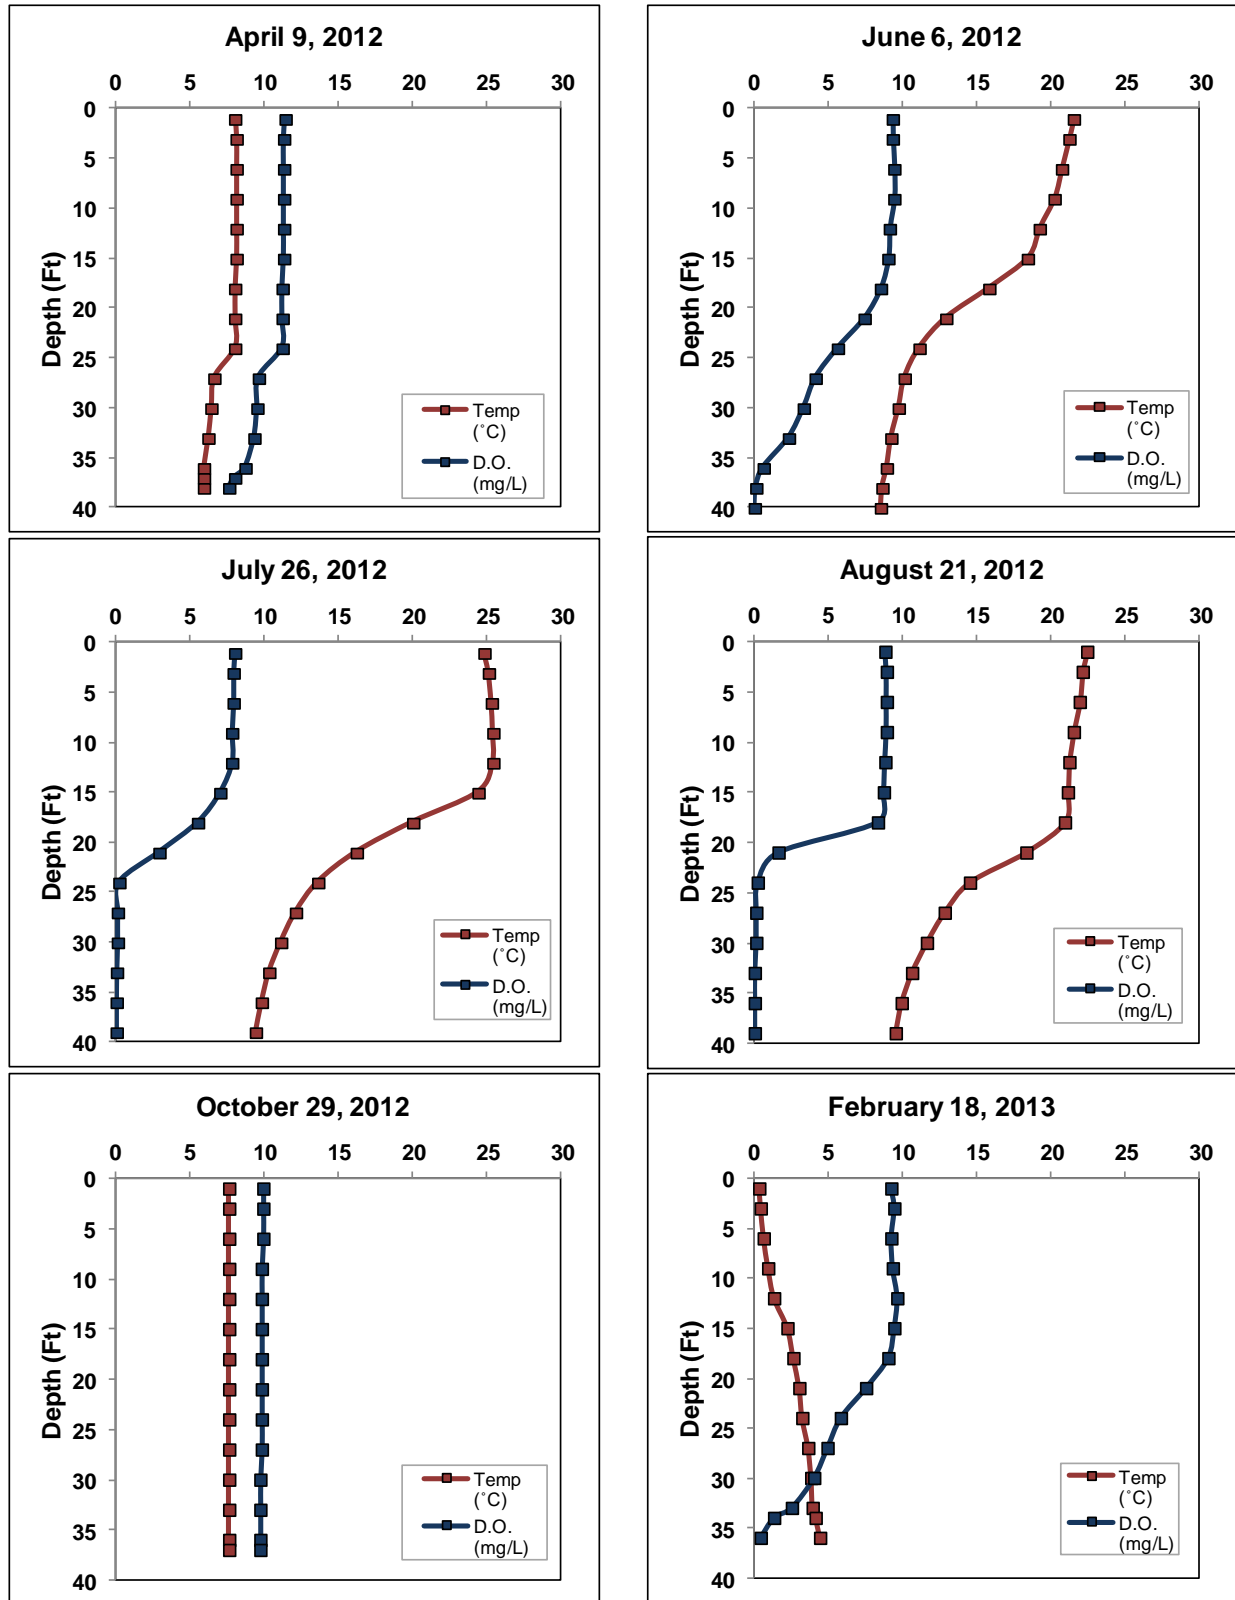 April 9, 2012
0 5 10 15 20 25 30
0
5
10
15
20
25
30
35
40
Depth (Ft)
Temp
(˚C)
D.O.
(mg/L)
June 6, 2012
0 5 10 15 20 25 30
0
5
10
15
20
25
30
35
40
Depth (Ft)
Temp
(˚C)
D.O.
(mg/L)
July 26, 2012
0 5 10 15 20 25 30
0
5
10
15
20
25
30
35
40
Depth (Ft)
Temp
(˚C)
D.O.
(mg/L)
August 21, 2012
0 5 10 15 20 25 30
0
5
10
15
20
25
30
35
40
Depth (Ft)
Temp
(˚C)
D.O.
(mg/L)
October 29, 2012
0 5 10 15 20 25 30
0
5
10
15
20
25
30
35
40
Depth (Ft)
Temp
(˚C)
D.O.
(mg/L)
February 18, 2013
0 5 10 15 20 25 30
0
5
10
15
20
25
30
35
40
Depth (Ft)
Temp
(˚C)
D.O.
(mg/L)